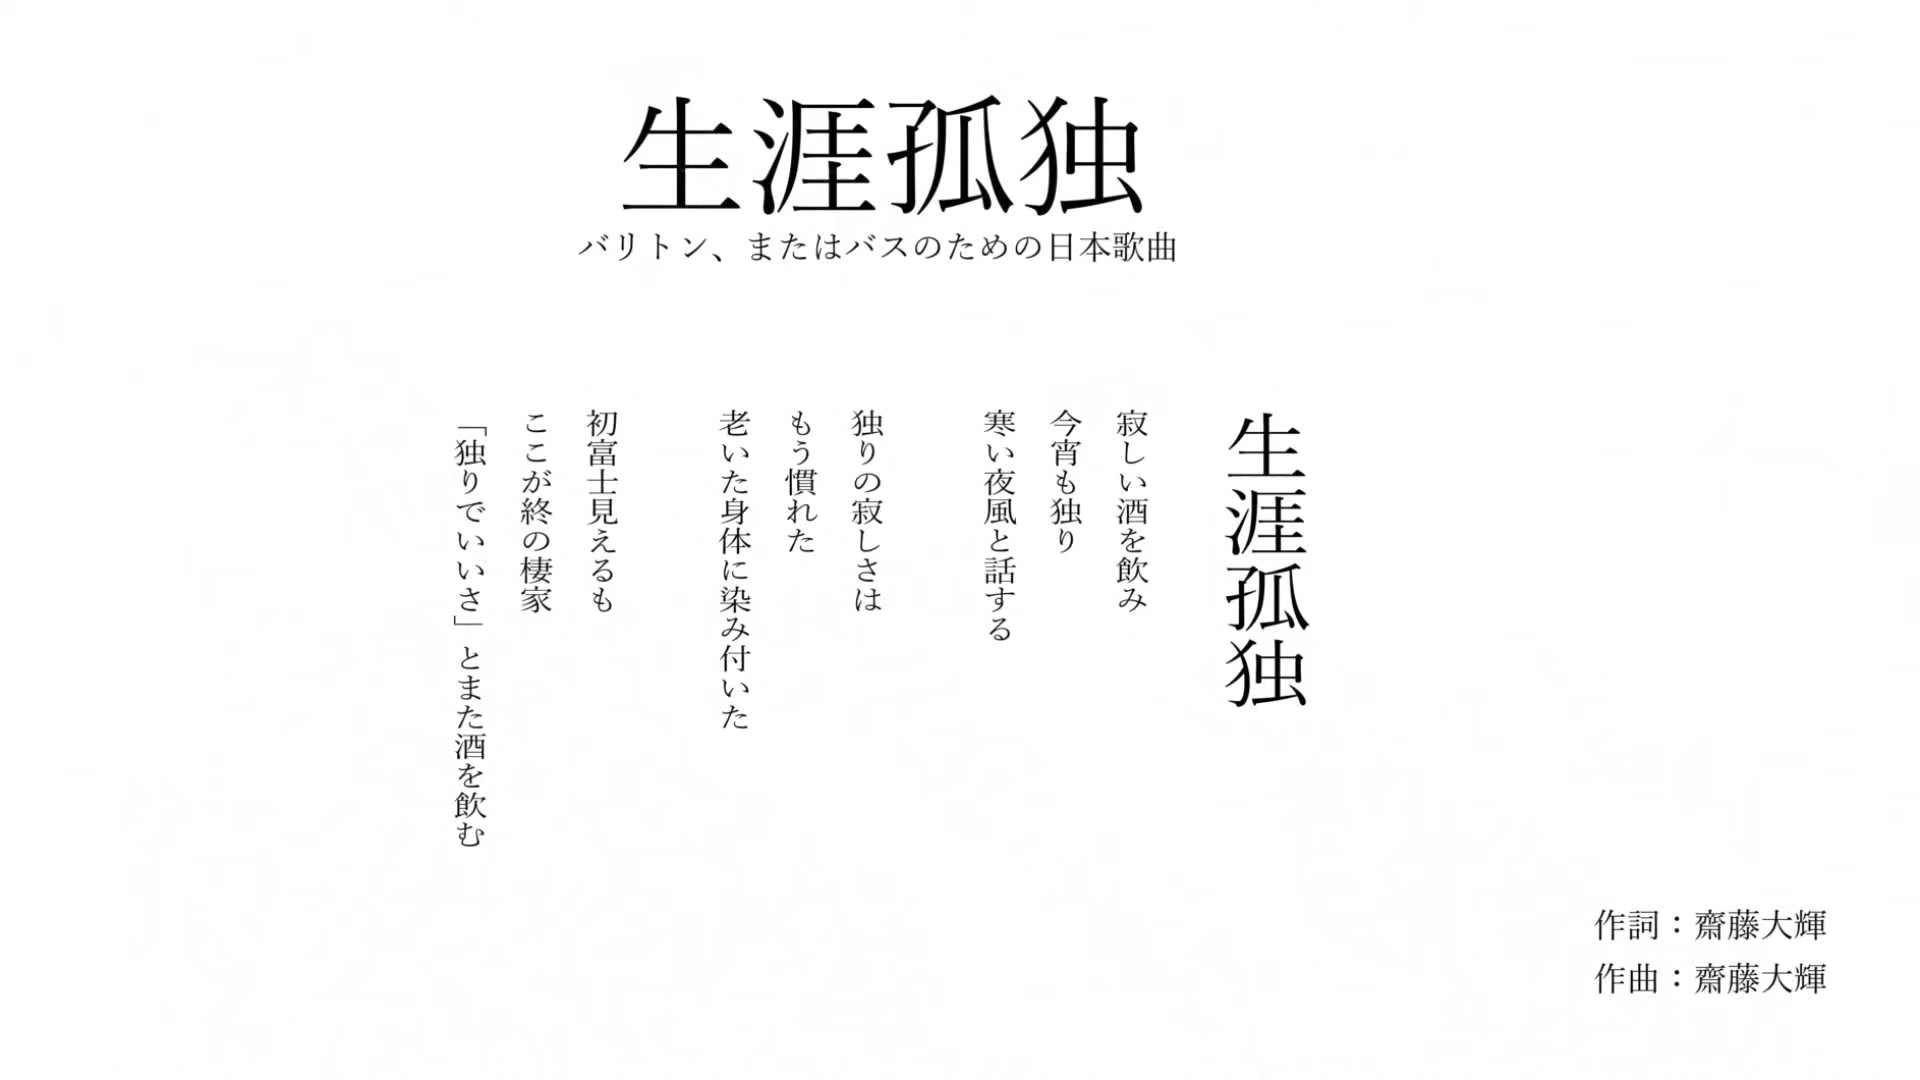 生涯孤独
バリトン、またはバスのための日本歌曲
生涯孤独
寂しい酒を飲み
今宵も独り
寒い夜風と話する
独りの寂しさは
もう慣れた
老いた身体に染み付いた
初富士見えるも
ここが終の棲家
「独りでいいさ」とまた酒を飲む
作詞：齋藤大輝
作曲：齋藤大輝